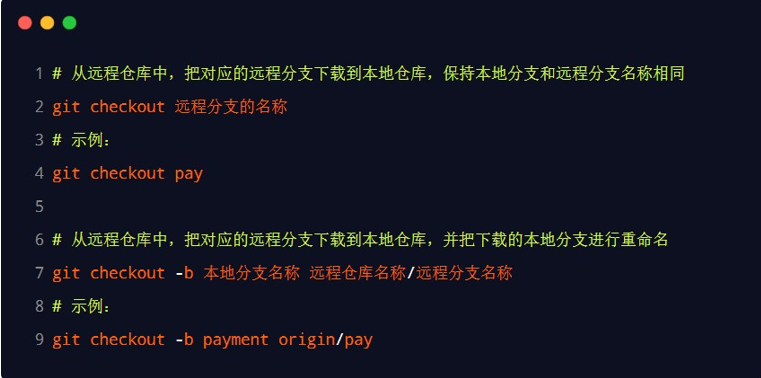 1 # 从远程仓库中，把对应的远程分支下载到本地仓库，保持本地分支和远程分支名称相同
2 git checkout 远程分支的名称
3 # 示例：
4 git checkout pay
5
6 # 从远程仓库中，把对应的远程分支下载到本地仓库，并把下载的本地分支进行重命名
7 git checkout -b 本地分支名称 远程仓库名称/远程分支名称
8 # 示例：
9 git checkout -b payment origin/pay